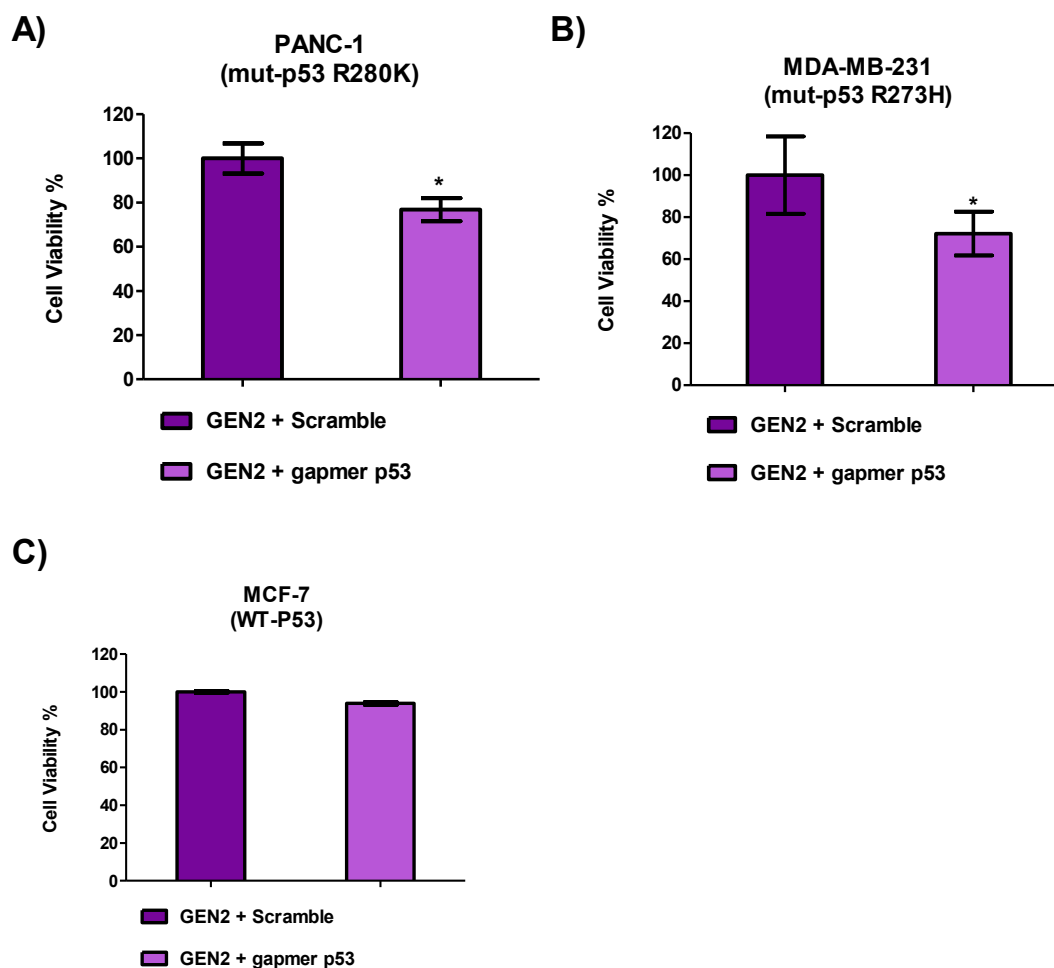 A)
PANC-1
(mut-p53 R280K)
Cell Viability %
120
100
80
60
40
20
0
*
GEN2 + Scramble
GEN2 + gapmer p53
B)
MDA-MB-231
(mut-p53 R273H)
Cell Viability %
120
100
80
60
40
20
0
*
GEN2 + Scramble
GEN2 + gapmer p53
C)
MCF-7
(WT-P53)
Cell Viability %
120
100
80
60
40
20
0
GEN2 + Scramble
GEN2 + gapmer p53